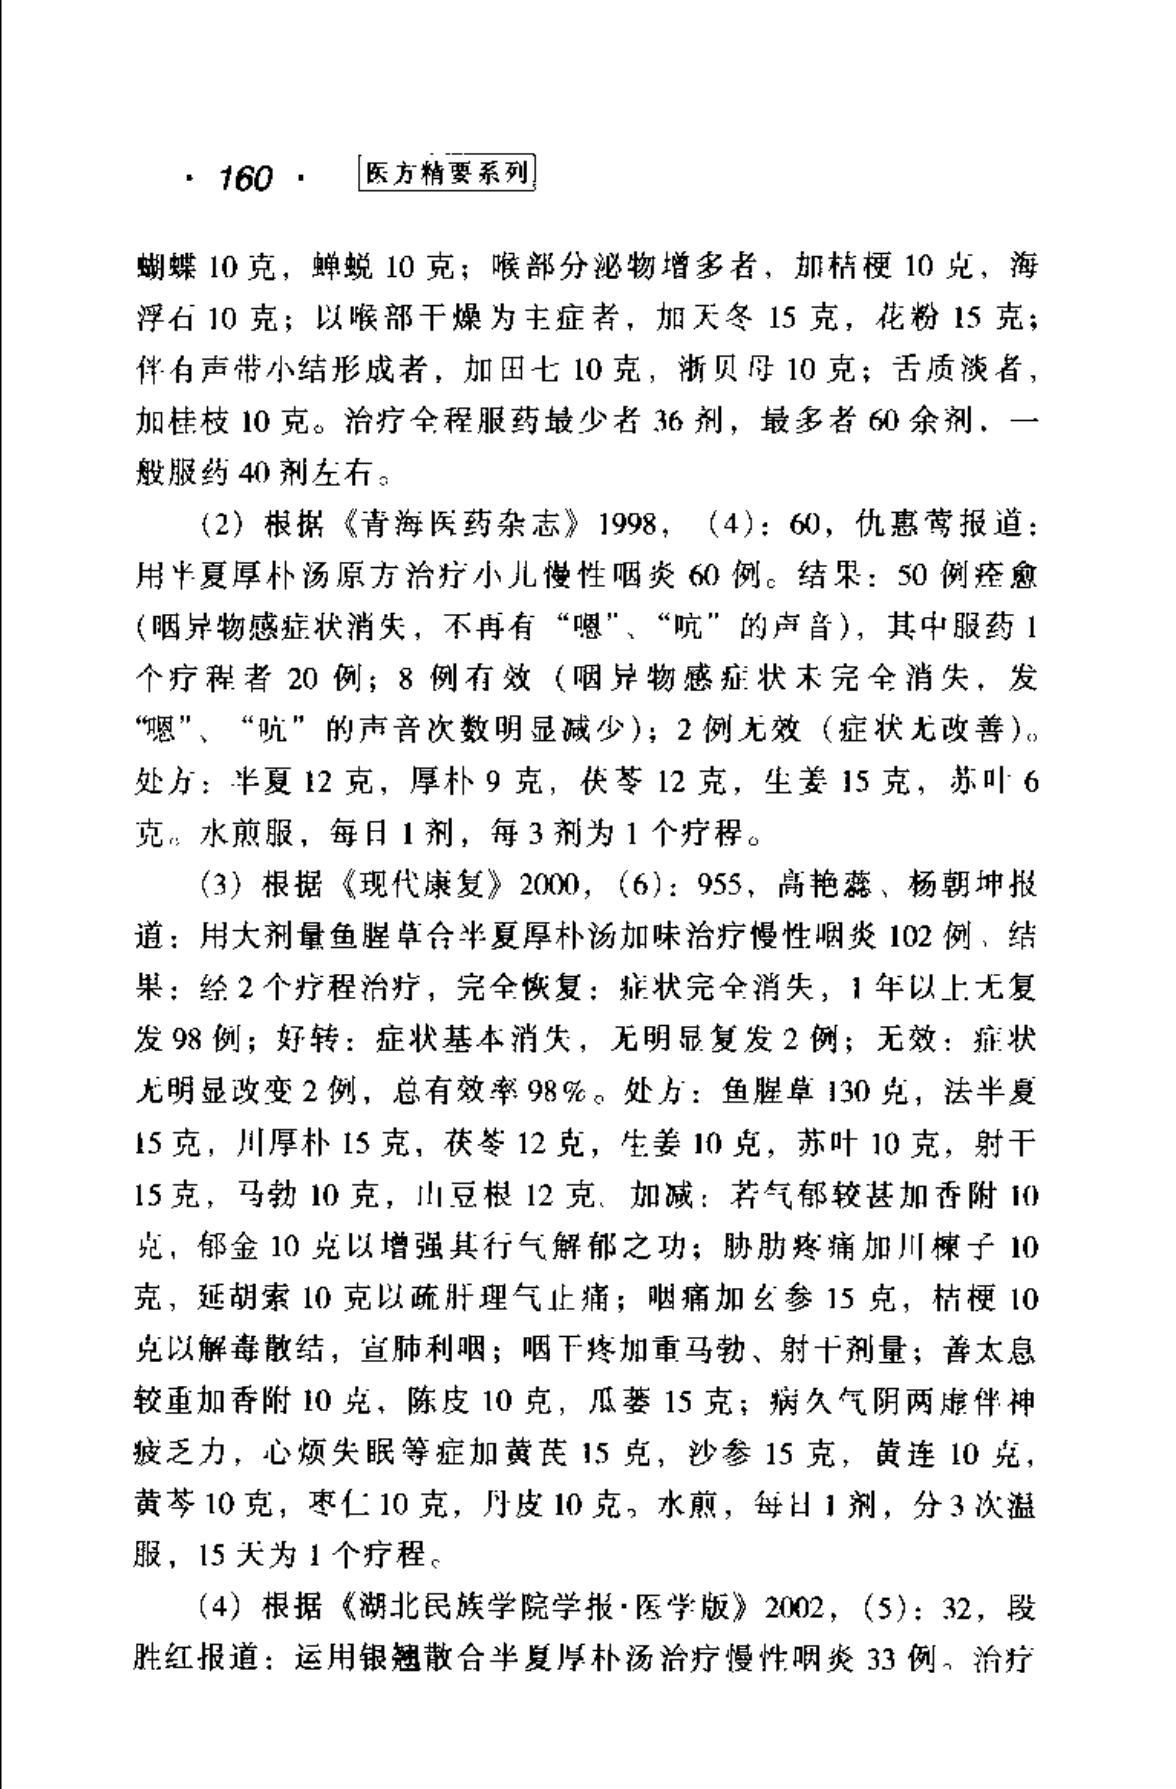 · 160 · 医方精要系列
蝴蝶 10 克，蝉蜕 10 克；喉部分泌物增多者，加桔梗 10 克，海
浮石 10 克；以喉部干燥为主症者，加天冬 15 克，花粉 15 克；
伴有声带小结形成者，加田七 10 克，浙贝母 10 克；舌质淡者，
加桂枝 10 克。治疗全程服药最少者 36 剂，最多者 60 余剂，一
般服药 40 剂左右。
（2）根据《青海医药杂志》1998，（4）：60，仇惠莺报道：
用半夏厚朴汤原方治疗小儿慢性咽炎 60 例。结果：50 例痊愈
（咽异物感症状消失，不再有“嗯”、“吭”的声音），其中服药 1
个疗程者 20 例；8 例有效（咽异物感症状未完全消失，发
“嗯”、“吭”的声音次数明显减少）；2 例无效（症状无改善）。
处方：半夏 12 克，厚朴 9 克，茯苓 12 克，生姜 15 克，苏叶 6
克。水煎服，每日 1 剂，每 3 剂为 1 个疗程。
（3）根据《现代康复》2000，（6）：955，高艳蕊、杨朝坤报
道：用大剂量鱼腥草合半夏厚朴汤加味治疗慢性咽炎 102 例。结
果：经 2 个疗程治疗，完全恢复：症状完全消失，1 年以上无复
发 98 例；好转：症状基本消失，无明显复发 2 例；无效：症状
无明显改变 2 例，总有效率 98%。处方：鱼腥草 130 克，法半夏
15 克，川厚朴 15 克，茯苓 12 克，生姜 10 克，苏叶 10 克，射干
15 克，马勃 10 克，山豆根 12 克。加减：若气郁较甚加香附 10
克，郁金 10 克以增强其行气解郁之功；胁肋疼痛加川楝子 10
克，延胡索 10 克以疏肝理气止痛；咽痛加玄参 15 克，桔梗 10
克以解毒散结，宣肺利咽；咽干疼加重马勃、射干剂量；善太息
较重加香附 10 克，陈皮 10 克，瓜蒌 15 克；病久气阴两虚伴神
疲乏力，心烦失眠等症加黄芪 15 克，沙参 15 克，黄连 10 克，
黄芩 10 克，枣仁 10 克，丹皮 10 克。水煎，每日 1 剂，分 3 次温
服，15 天为 1 个疗程。
（4）根据《湖北民族学院学报·医学版》2002，（5）：32，段
胜红报道：运用银翘散合半夏厚朴汤治疗慢性咽炎 33 例。治疗